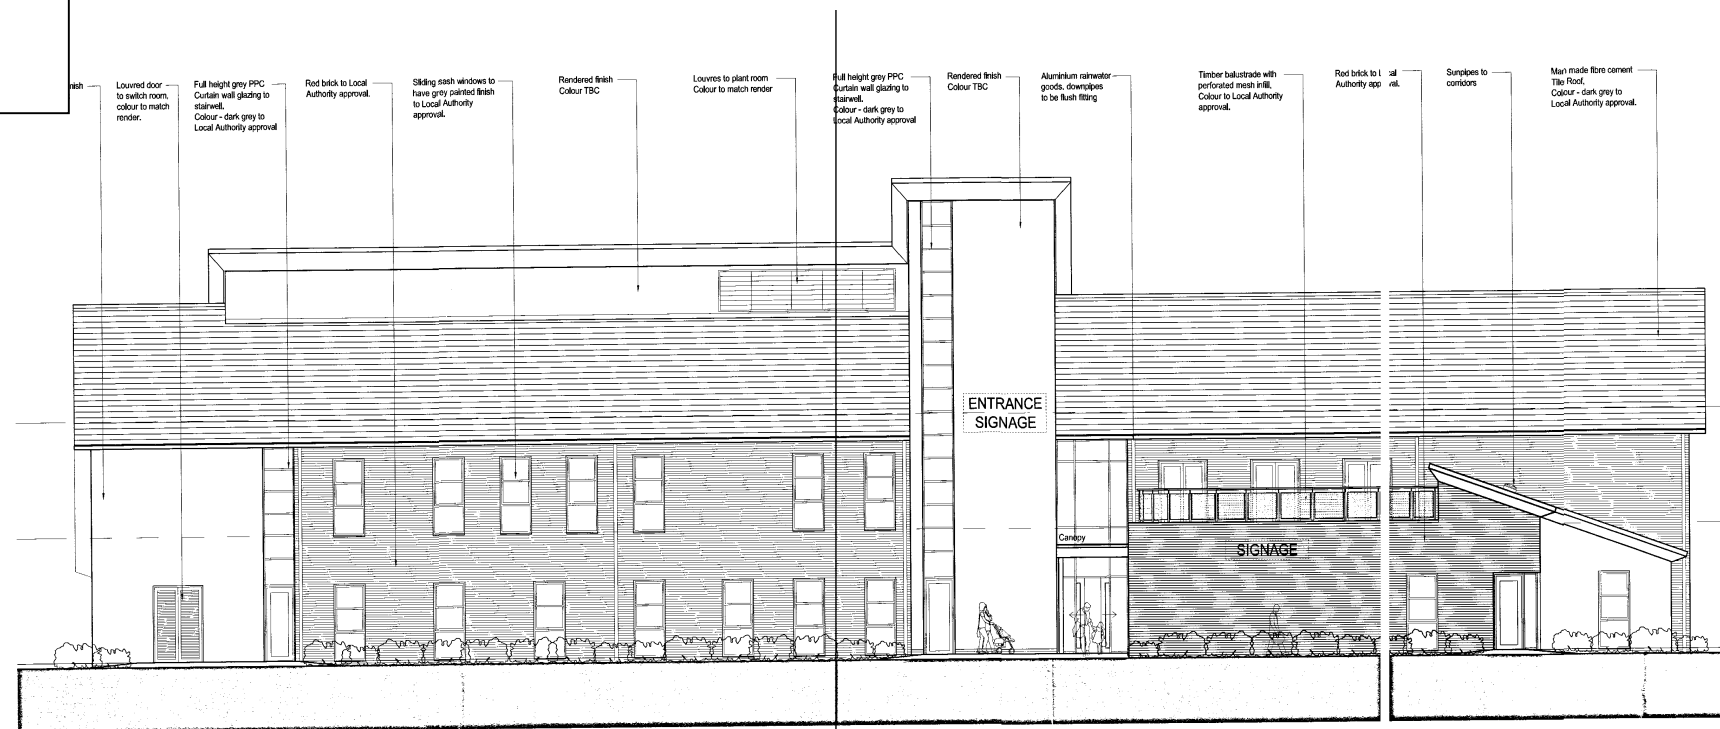 nish
Louvred door
to switch room,
colour to match
render.
Full height grey PPC
Curtain wall glazing to
stairwell.
Colour - dark grey to
Local Authority approval
Red brick to Local
Authority approval.
Sliding sash windows to
have grey painted finish
to Local Authority
approval.
Rendered finish
Colour TBC
Louvres to plant room
Colour to match render
Full height grey PPC
Curtain wall glazing to
stairwell.
Colour - dark grey to
Local Authority approval
Rendered finish
Colour TBC
Aluminium rainwater
goods, downpipes
to be flush fitting
Timber balustrade with
perforated mesh infill,
Colour to Local Authority
approval.
Red brick to L cal
Authority app val.
Sunpipes to
corridors
Man made fibre cement
Tile Roof,
Colour - dark grey to
Local Authority approval.
ENTRANCE
SIGNAGE
Canopy
SIGNAGE